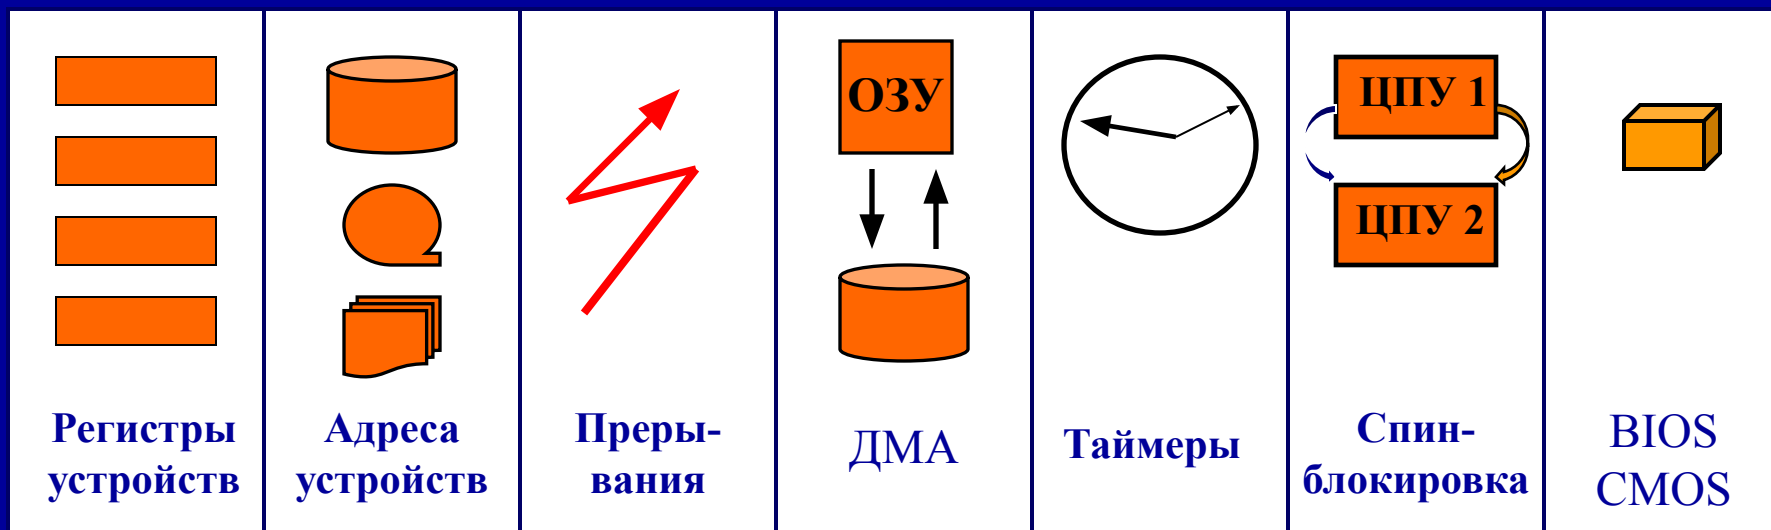 ОЗУ
ЦПУ 1
ЦПУ 2
Регистры
устройств
Адреса
устройств
Преры-
вания
ДМА
Таймеры
Спин-
блокировка
BIOS
CMOS